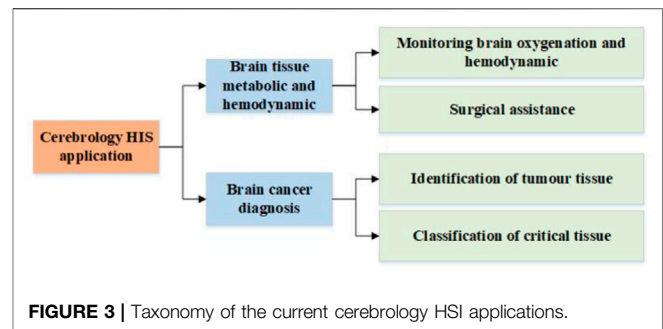 Monitoring brain oxygenation and
hemodynamic
Brain tissue
metabolic and
hemodynamic
Surgical assistance
Cerebrology HIS
application
Identification of tumour tissue
Brain cancer
diagnosis
Classification of critical tissue
FIGURE 3 | Taxonomy of the current cerebrology HSI applications.